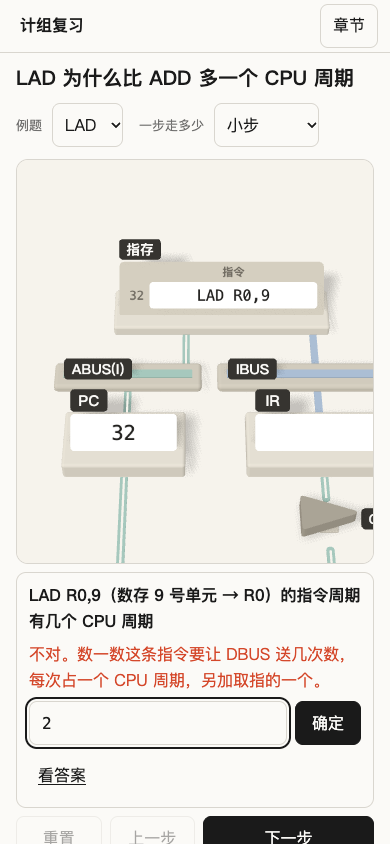 计组复习
章节
LAD 为什么比 ADD 多一个 CPU 周期
例题
LAD
一步走多少
小步
指存
指令
32
LAD R0,9
ABUS(I)
IBUS
PC
IR
32
LAD R0,9（数存 9 号单元 → R0）的指令周期
有几个 CPU 周期
不对。数一数这条指令要让 DBUS 送几次数，
每次占一个 CPU 周期，另加取指的一个。
2
确定
看答案
重置
上一步
下一步